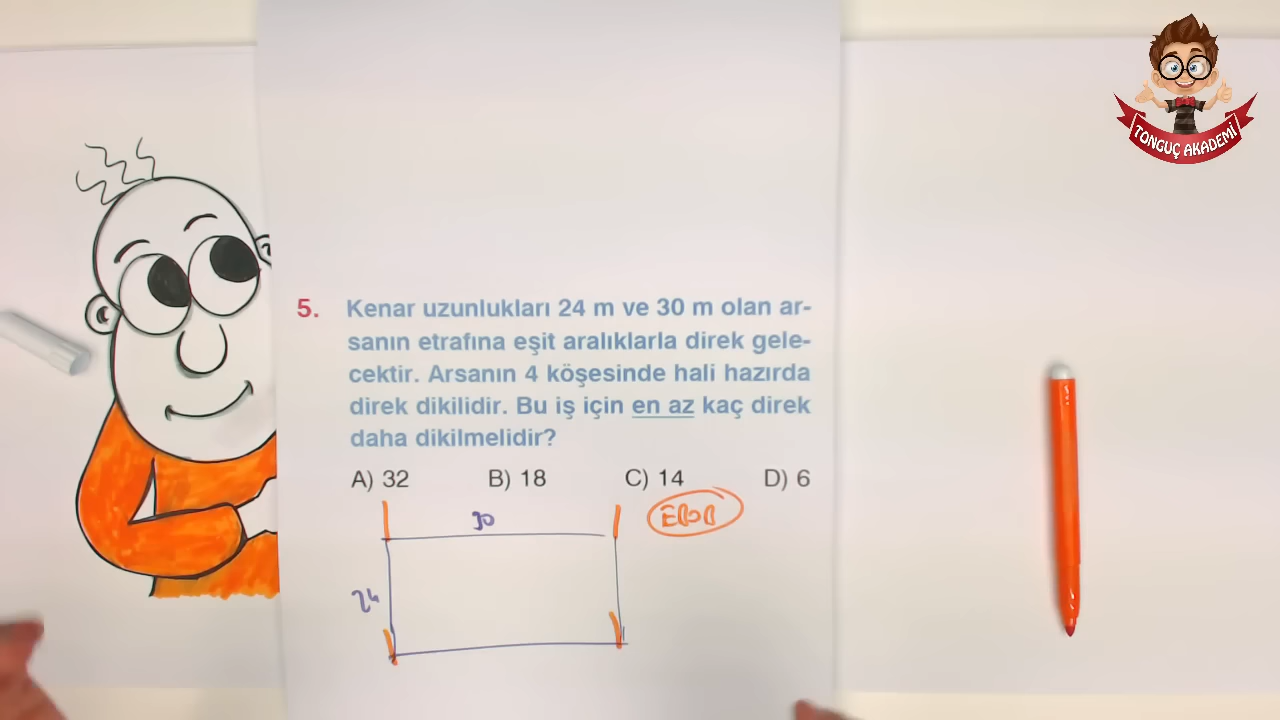 TONGUÇ AKADEMİ
5. Kenar uzunlukları 24 m ve 30 m olan ar-
sanın etrafına eşit aralıklarla direk gele-
cektir. Arsanın 4 köşesinde hali hazırda
direk dikilidir. Bu iş için en az kaç direk
daha dikilmelidir?
A) 32 B) 18 C) 14 D) 6
30 EBOB
24